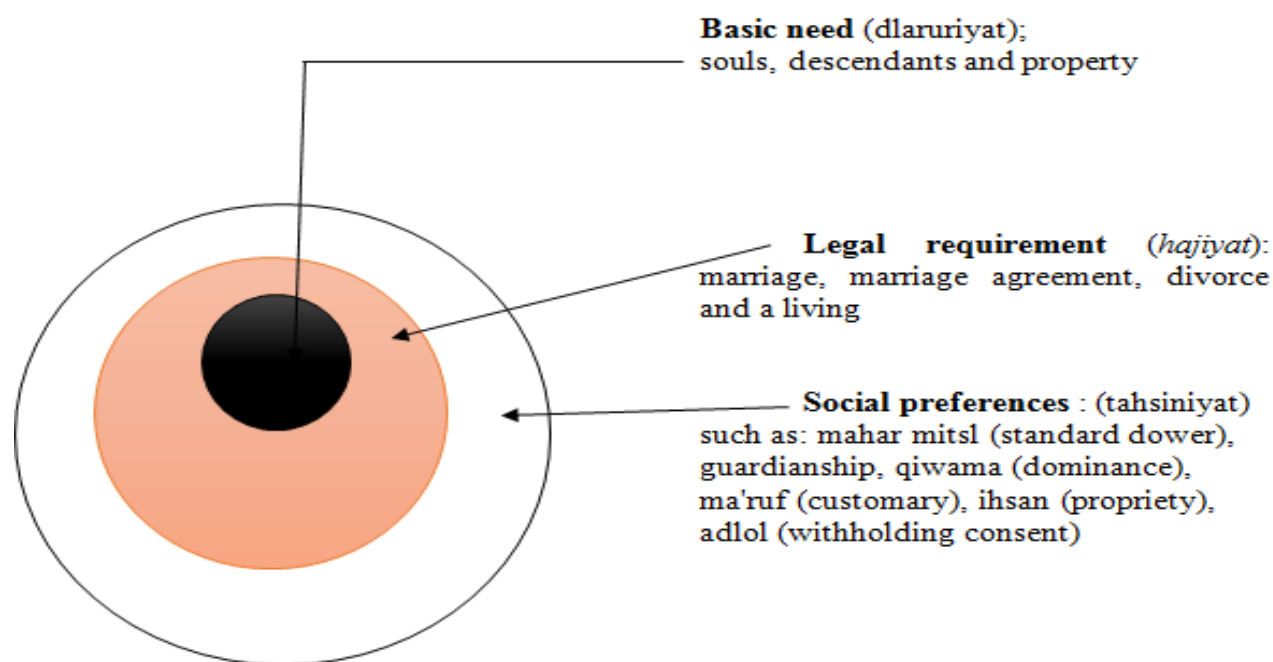 Basic need (dlaruriyat);
souls, descendants and property
Legal requirement (hajiyat):
marriage, marriage agreement, divorce
and a living
Social preferences : (tahsiniyat)
such as: mahar mitsl (standard dower),
guardianship, qiwama (dominance),
ma'ruf (customary), ihsan (propriety),
adlol (withholding consent)